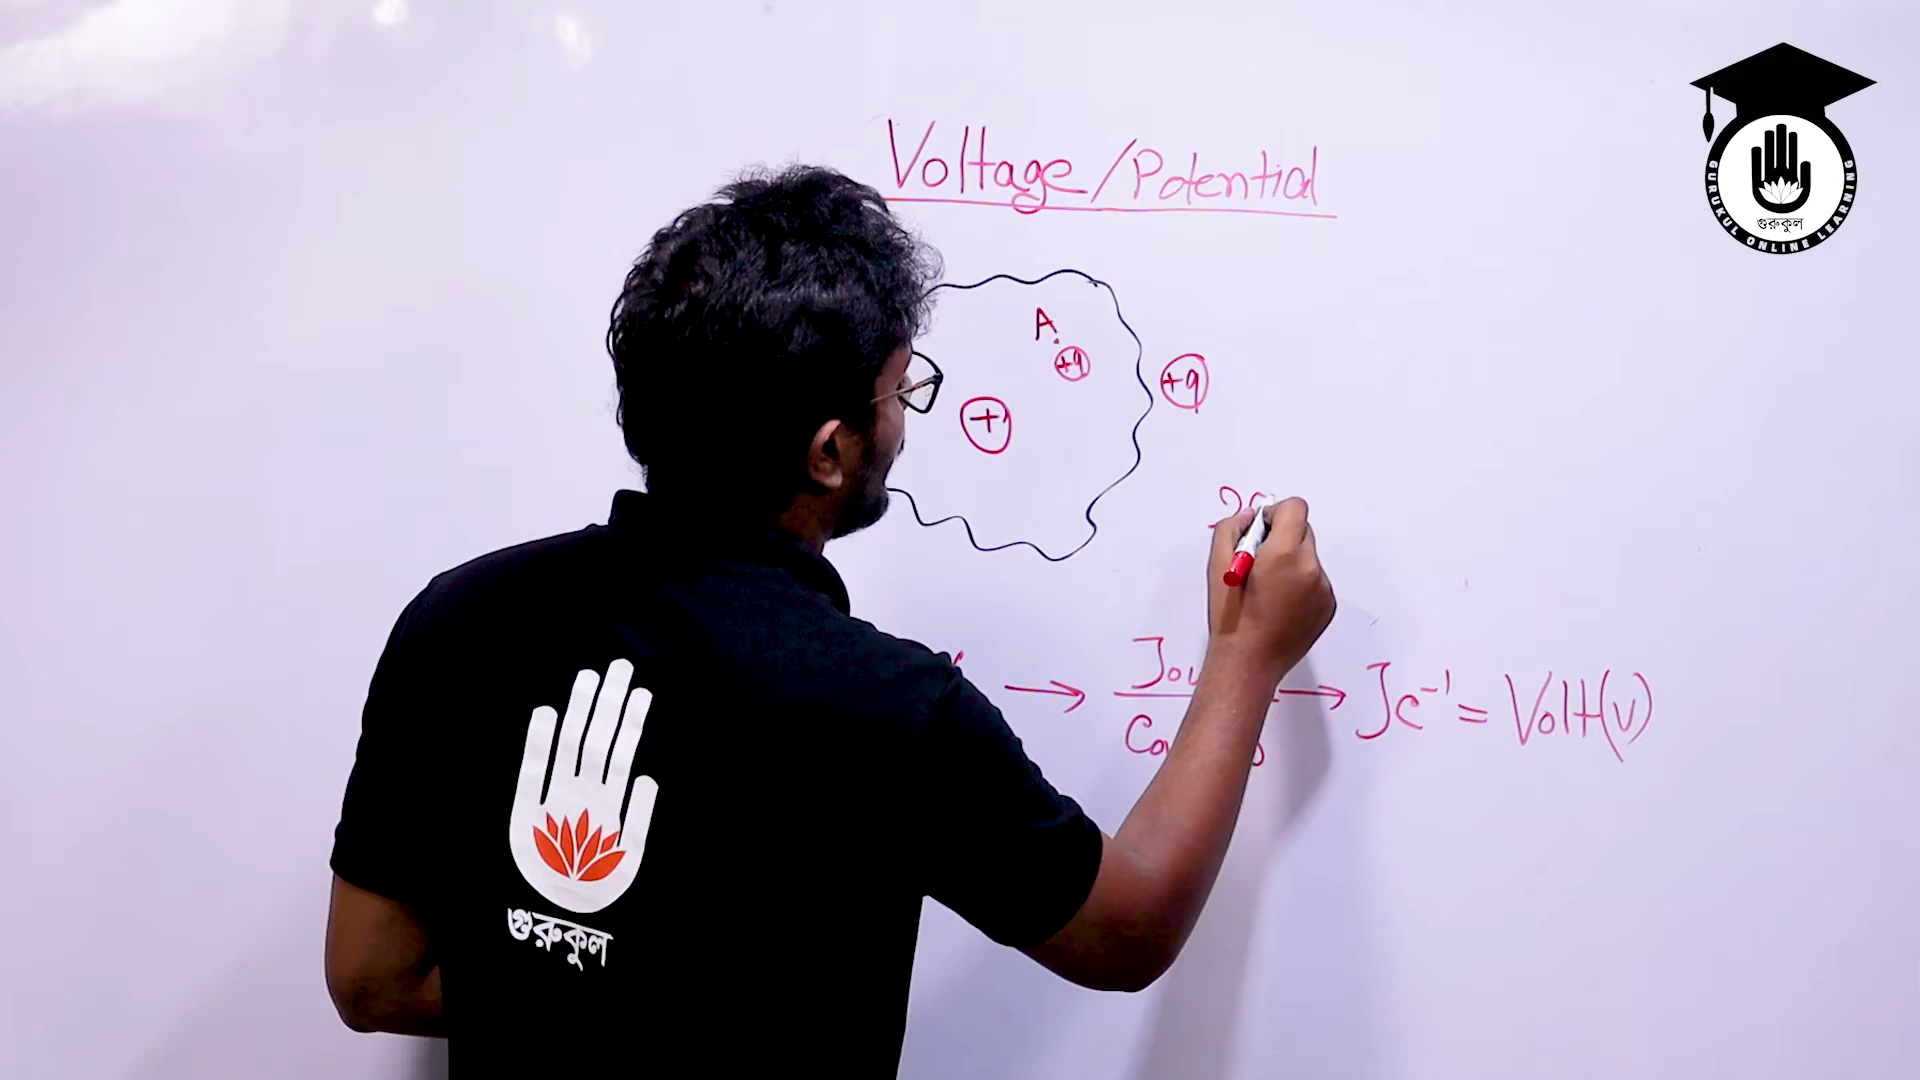 Voltage/Potential
A
+q
+q
+
→ → JC⁻¹ = Volt(V)
GURUKUL ONLINE LEARNING
গুরুকুল
গুরুকুল